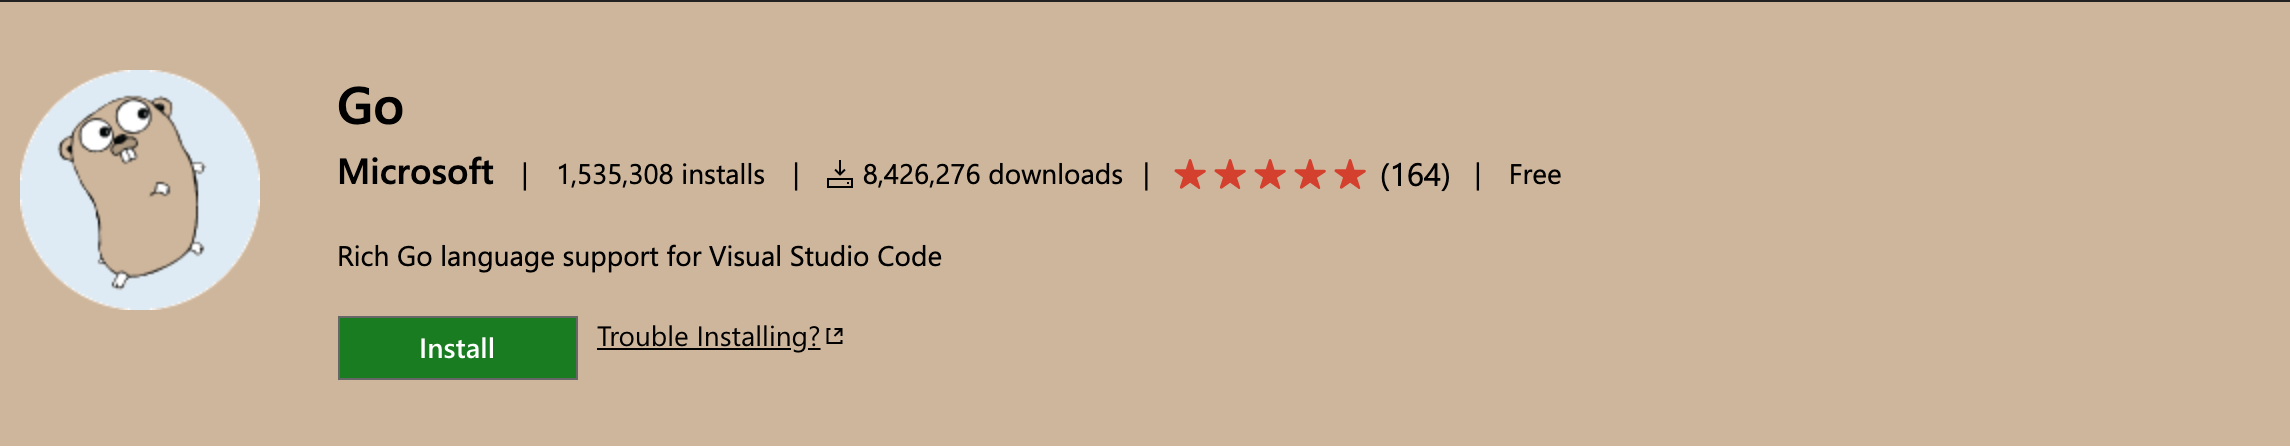 Go
Microsoft | 1,535,308 installs | 8,426,276 downloads | (164) | Free
Rich Go language support for Visual Studio Code
Install Trouble Installing?